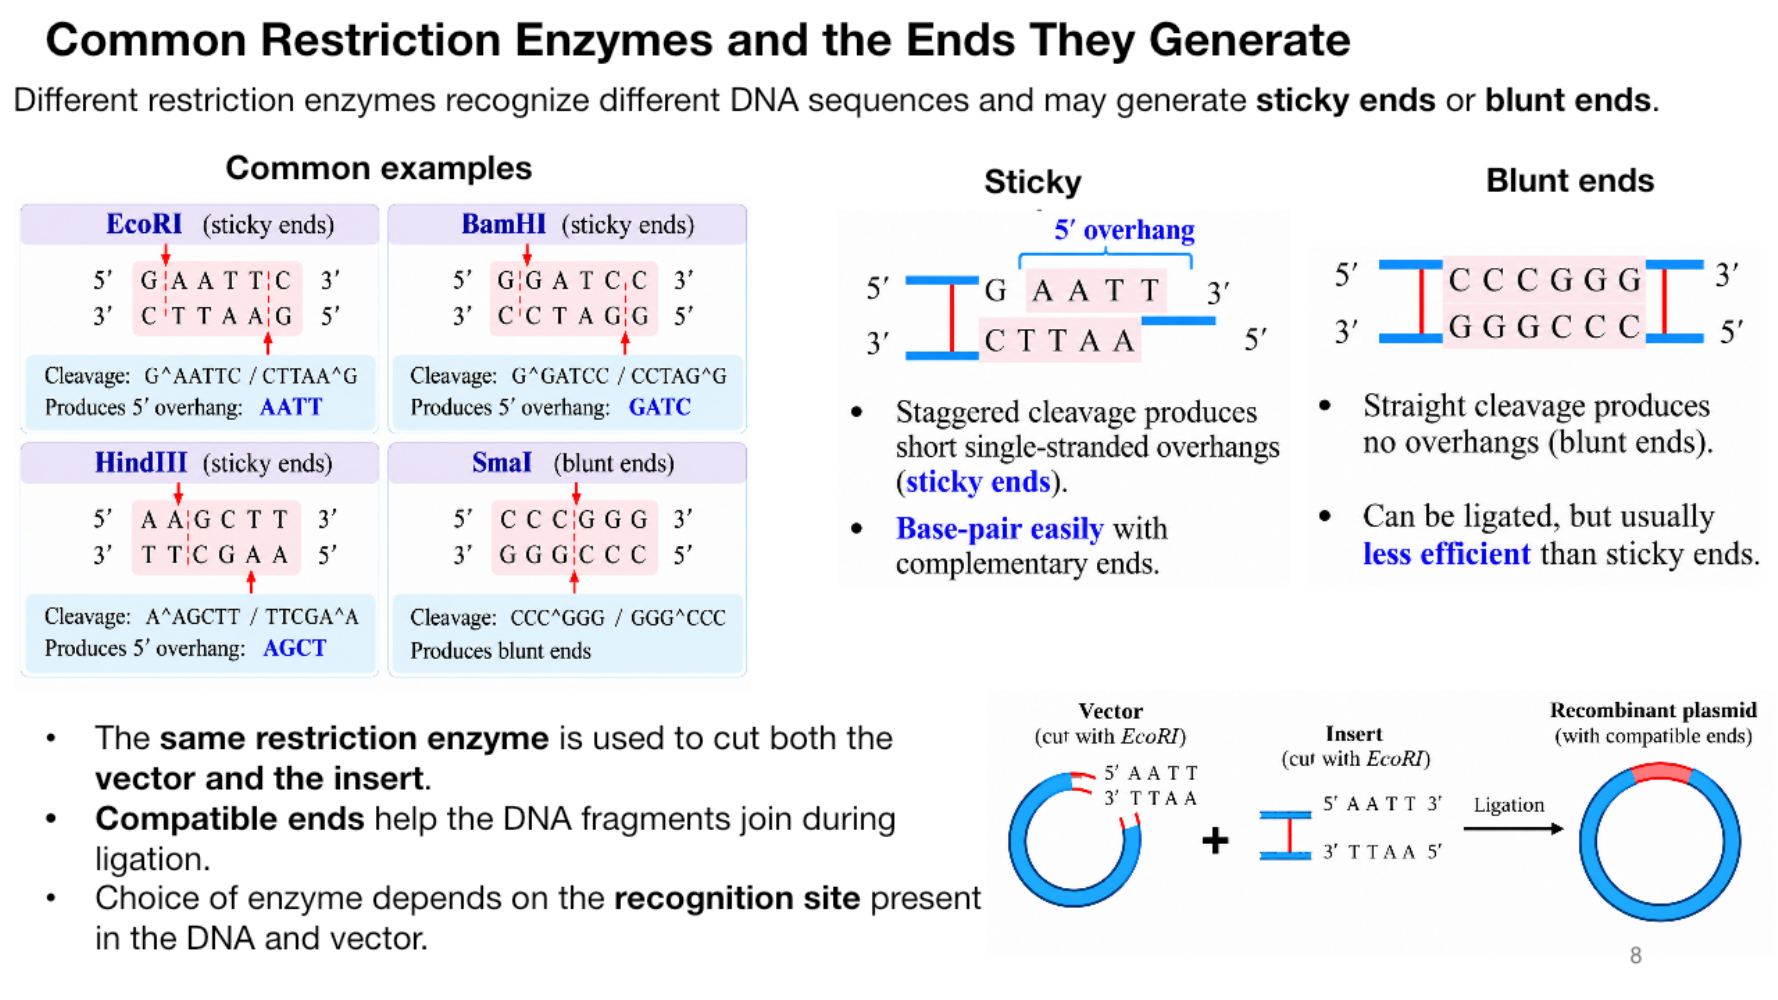 Common Restriction Enzymes and the Ends They Generate
Different restriction enzymes recognize different DNA sequences and may generate sticky ends or blunt ends.
Common examples
EcoRI (sticky ends)
5′ G A A T T C 3′
3′ C T T A A G 5′
Cleavage: G^AATTC / CTTAA^G
Produces 5′ overhang: AATT
BamHI (sticky ends)
5′ G G A T C C 3′
3′ C C T A G G 5′
Cleavage: G^GATCC / CCTAG^G
Produces 5′ overhang: GATC
HindIII (sticky ends)
5′ A A G C T T 3′
3′ T T C G A A 5′
Cleavage: A^AGCTT / TTCGA^A
Produces 5′ overhang: AGCT
SmaI (blunt ends)
5′ C C C G G G 3′
3′ G G G C C C 5′
Cleavage: CCC^GGG / GGG^CCC
Produces blunt ends
Sticky
5′ overhang
5′ G A A T T 3′
3′ C T T A A 5′
• Staggered cleavage produces
short single-stranded overhangs
(sticky ends).
• Base-pair easily with
complementary ends.
Blunt ends
5′ C C C G G G 3′
3′ G G G C C C 5′
• Straight cleavage produces
no overhangs (blunt ends).
• Can be ligated, but usually
less efficient than sticky ends.
• The same restriction enzyme is used to cut both the
vector and the insert.
• Compatible ends help the DNA fragments join during
ligation.
• Choice of enzyme depends on the recognition site present
in the DNA and vector.
Vector
(cut with EcoRI)
5′ A A T T
3′ T T A A
+
Insert
(cut with EcoRI)
5′ A A T T 3′
3′ T T A A 5′
Ligation
Recombinant plasmid
(with compatible ends)
8